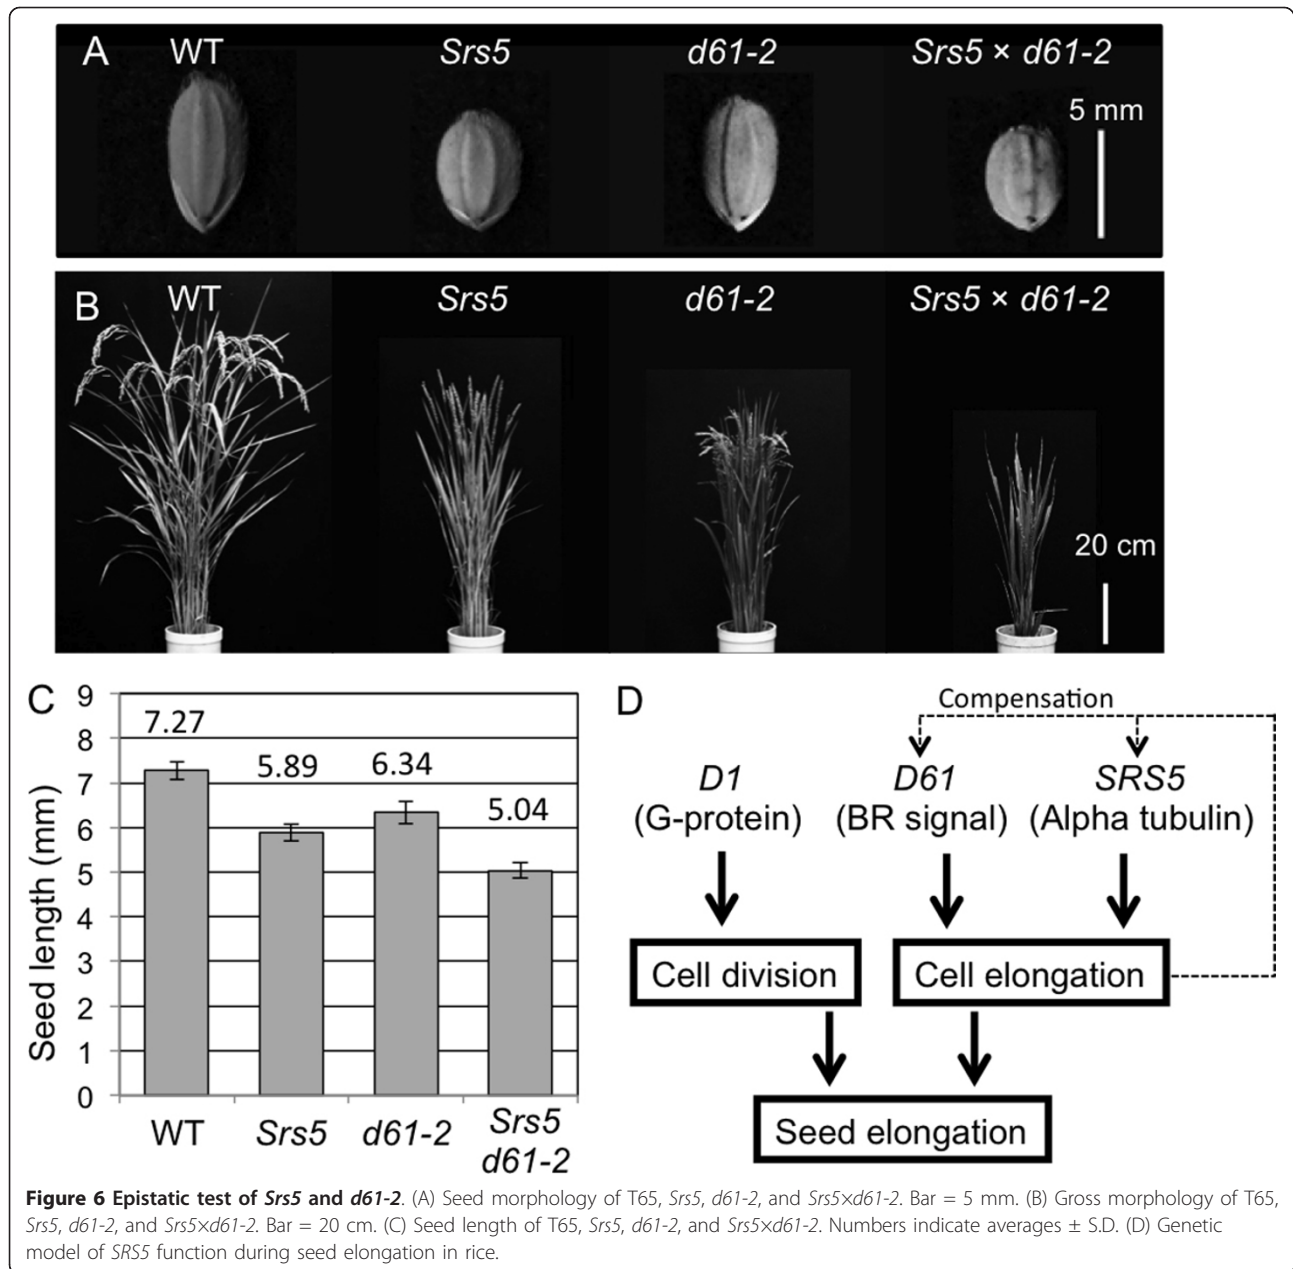 A WT Srs5 d61-2 Srs5 × d61-2
5 mm
B WT Srs5 d61-2 Srs5 × d61-2
20 cm
C
Seed length (mm)
9
8
7
6
5
4
3
2
1
0
7.27
5.89
6.34
5.04
WT
Srs5
d61-2
Srs5
d61-2
D
Compensation
D1
(G-protein)
D61
(BR signal)
SRS5
(Alpha tubulin)
Cell division
Cell elongation
Seed elongation
Figure 6 Epistatic test of Srs5 and d61-2. (A) Seed morphology of T65, Srs5, d61-2, and Srs5×d61-2. Bar = 5 mm. (B) Gross morphology of T65,
Srs5, d61-2, and Srs5×d61-2. Bar = 20 cm. (C) Seed length of T65, Srs5, d61-2, and Srs5×d61-2. Numbers indicate averages ± S.D. (D) Genetic
model of SRS5 function during seed elongation in rice.